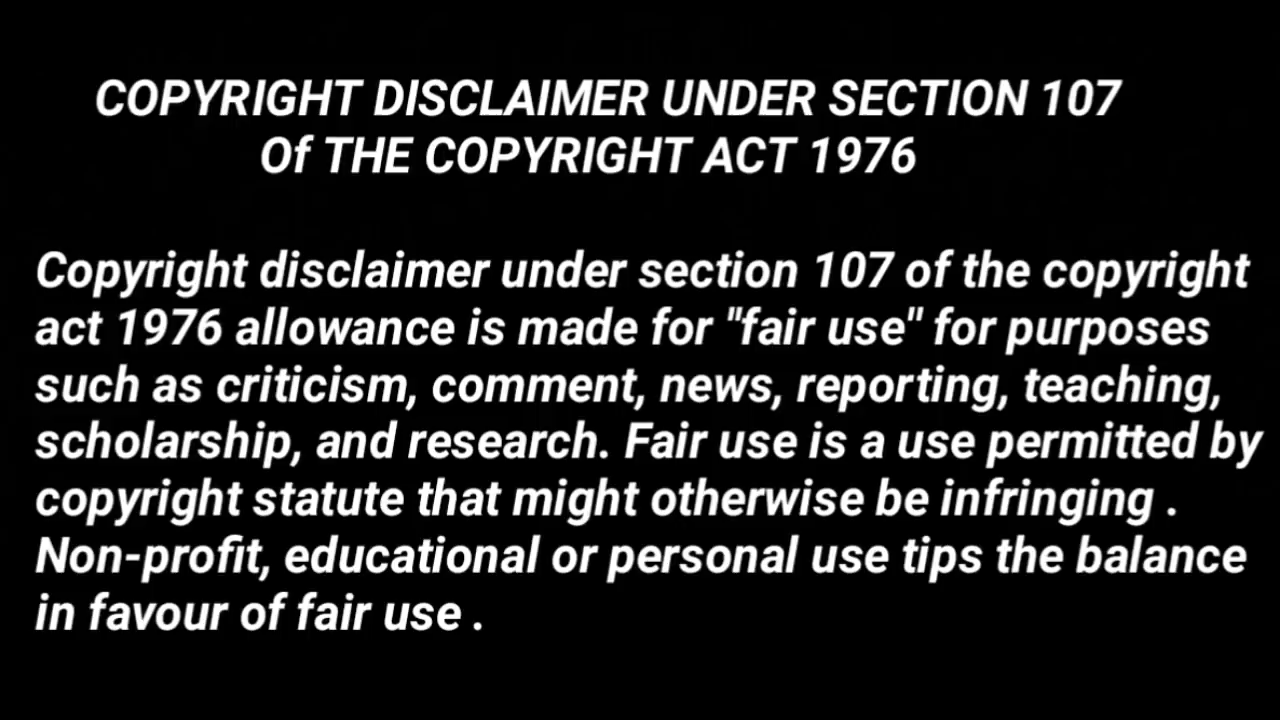 COPYRIGHT DISCLAIMER UNDER SECTION 107
Of THE COPYRIGHT ACT 1976
Copyright disclaimer under section 107 of the copyright
act 1976 allowance is made for "fair use" for purposes
such as criticism, comment, news, reporting, teaching,
scholarship, and research. Fair use is a use permitted by
copyright statute that might otherwise be infringing .
Non-profit, educational or personal use tips the balance
in favour of fair use .